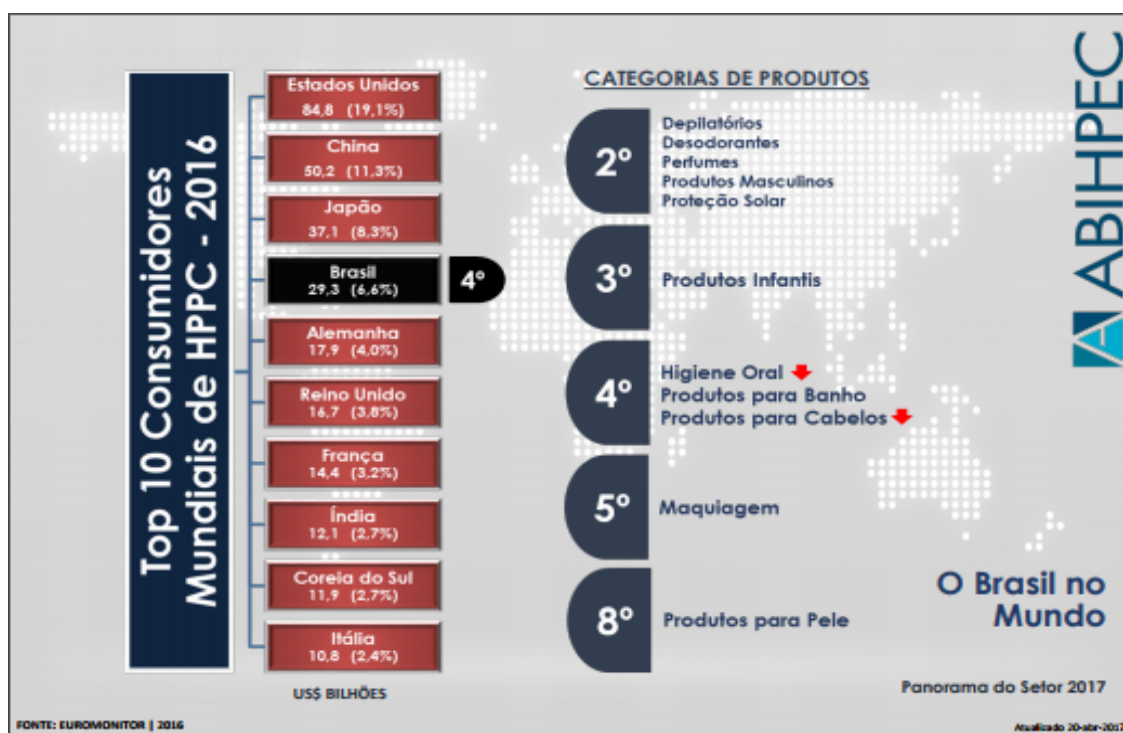 Top 10 Consumidores
Mundiais de HPPC - 2016
Estados Unidos
84,8 (19,1%)
China
50,2 (11,3%)
Japão
37,1 (8,3%)
Brasil
29,3 (6,6%)
4º
Alemanha
17,9 (4,0%)
Reino Unido
16,7 (3,8%)
França
14,4 (3,2%)
Índia
12,1 (2,7%)
Coreia do Sul
11,9 (2,7%)
Itália
10,8 (2,4%)
US$ BILHÕES
CATEGORIAS DE PRODUTOS
2º
Depilatórios
Desodorantes
Perfumes
Produtos Masculinos
Proteção Solar
3º
Produtos Infantis
4º
Higiene Oral
Produtos para Banho
Produtos para Cabelos
5º
Maquiagem
8º
Produtos para Pele
ABIHPEC
O Brasil no
Mundo
Panorama do Setor 2017
FONTE: EUROMONITOR | 2016
Atualizado 20-abr-2017